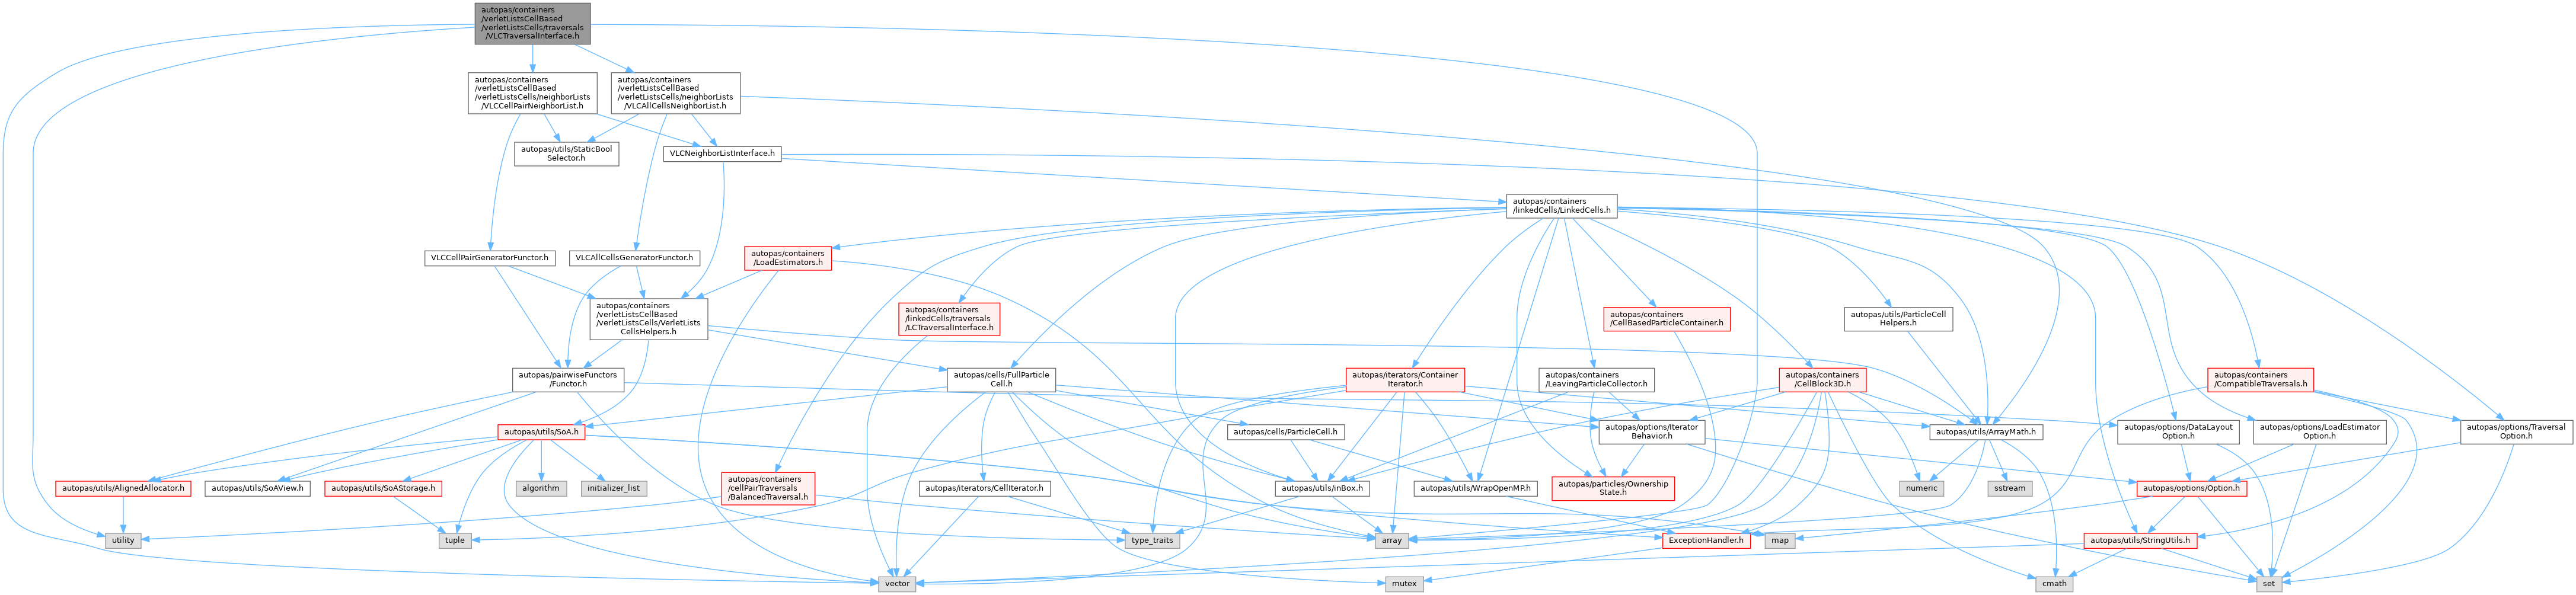 autopas/containers
/verletListsCellBased
/verletListsCells/traversals
/VLCTraversalInterface.h
autopas/containers
/verletListsCellBased
/verletListsCells/neighborLists
/VLCCellPairNeighborList.h
autopas/containers
/verletListsCellBased
/verletListsCells/neighborLists
/VLCAllCellsNeighborList.h
autopas/utils/StaticBool
Selector.h
VLCNeighborListInterface.h
autopas/containers
/linkedCells/LinkedCells.h
VLCCellPairGeneratorFunctor.h
VLCAllCellsGeneratorFunctor.h
autopas/containers
/LoadEstimators.h
autopas/containers
/verletListsCellBased
/verletListsCells/VerletLists
CellsHelpers.h
autopas/containers
/linkedCells/traversals
/LCTraversalInterface.h
autopas/containers
/CellBasedParticleContainer.h
autopas/utils/ParticleCell
Helpers.h
autopas/pairwiseFunctors
/Functor.h
autopas/cells/FullParticle
Cell.h
autopas/iterators/Container
Iterator.h
autopas/containers
/LeavingParticleCollector.h
autopas/containers
/CellBlock3D.h
autopas/containers
/CompatibleTraversals.h
autopas/utils/SoA.h
autopas/cells/ParticleCell.h
autopas/options/Iterator
Behavior.h
autopas/utils/ArrayMath.h
autopas/options/DataLayout
Option.h
autopas/options/LoadEstimator
Option.h
autopas/options/Traversal
Option.h
autopas/utils/AlignedAllocator.h
autopas/utils/SoAView.h
autopas/utils/SoAStorage.h
algorithm
initializer_list
autopas/containers
/cellPairTraversals
/BalancedTraversal.h
autopas/iterators/CellIterator.h
autopas/utils/inBox.h
autopas/utils/WrapOpenMP.h
autopas/particles/Ownership
State.h
numeric
sstream
autopas/options/Option.h
utility
tuple
type_traits
array
ExceptionHandler.h
map
autopas/utils/StringUtils.h
vector
mutex
cmath
set